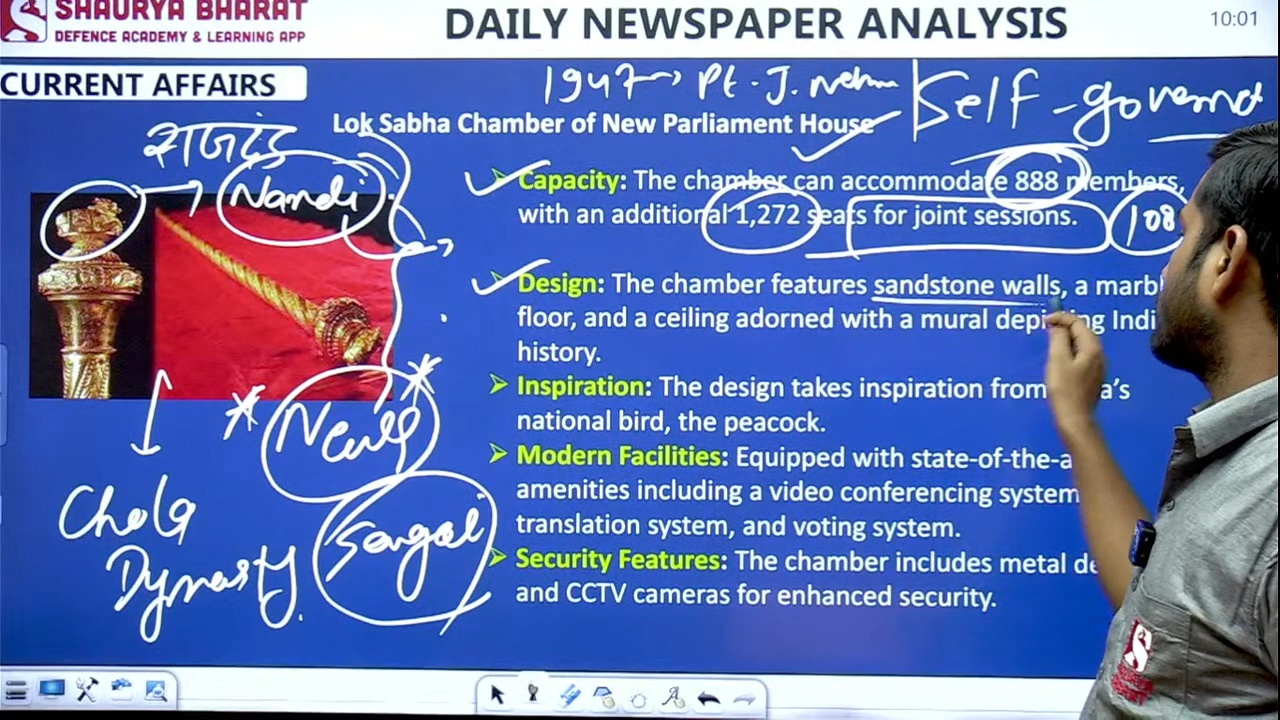 SHAURYA BHARAT
DEFENCE ACADEMY & LEARNING APP
DAILY NEWSPAPER ANALYSIS
10:01
CURRENT AFFAIRS
1947 → Pt. J. Nehru
Self-governa
Lok Sabha Chamber of New Parliament House
राजदंड
Nandi
Capacity: The chamber can accommodate 888 members,
with an additional 1,272 seats for joint sessions.
108
Design: The chamber features sandstone walls, a marb
floor, and a ceiling adorned with a mural depicting Indi
history.
Inspiration: The design takes inspiration from a's
national bird, the peacock.
Modern Facilities: Equipped with state-of-the-a
amenities including a video conferencing system
translation system, and voting system.
Security Features: The chamber includes metal de
and CCTV cameras for enhanced security.
Chola
Dynasty.
Sengol